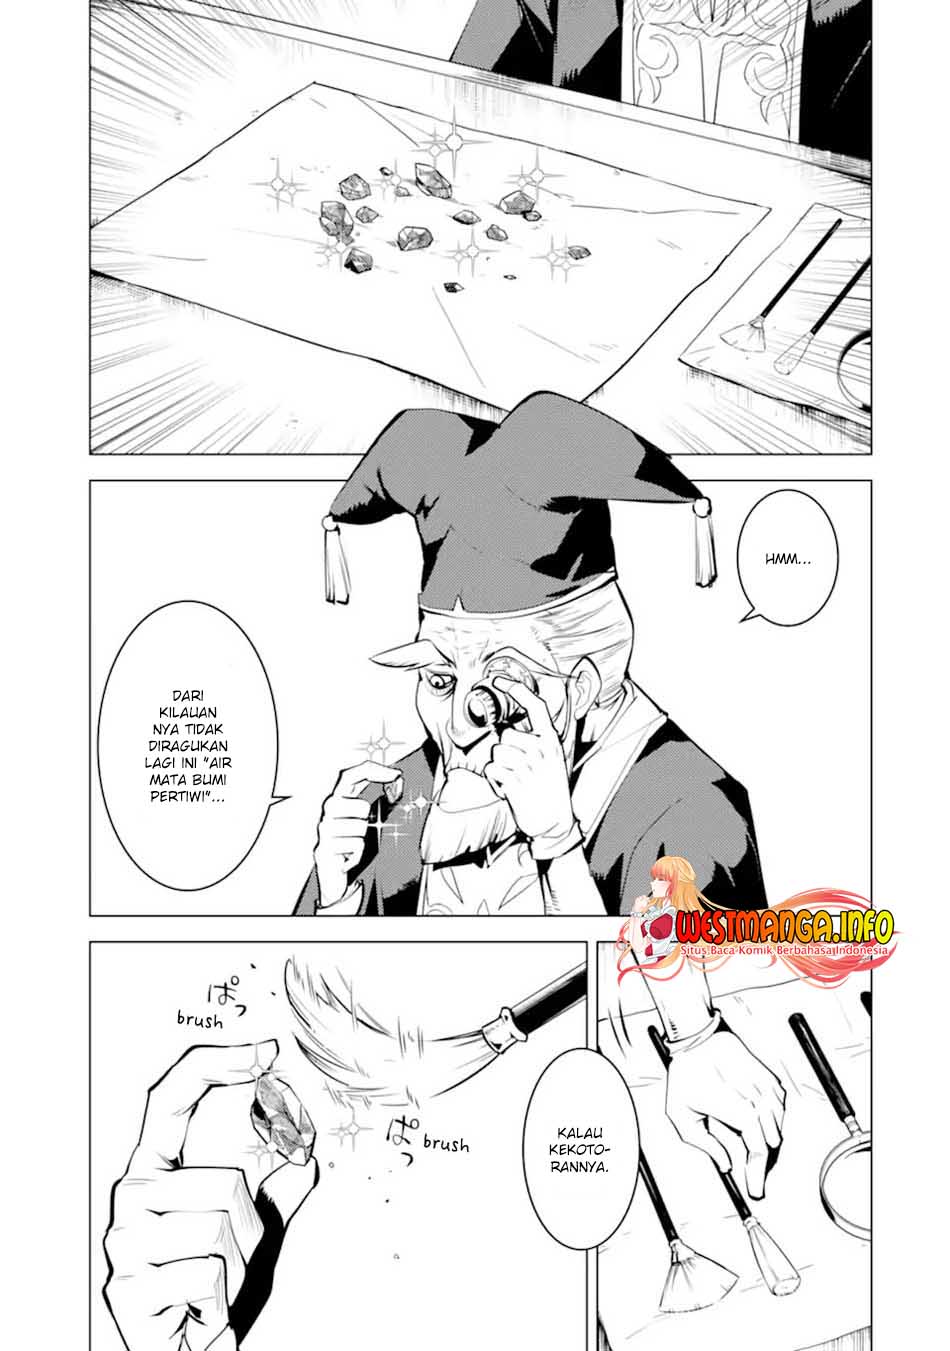 HMM...
DARI
KILAUAN
NYA TIDAK
DIRAGUKAN
LAGI INI "AIR
MATA BUMI
PERTIWI"...
WESTMANGA.INFO
Situs Baca Komik Berbahasa Indonesia
ぱっ
brush
ぱっ
brush
KALAU
KEKOTO-
RANNYA.